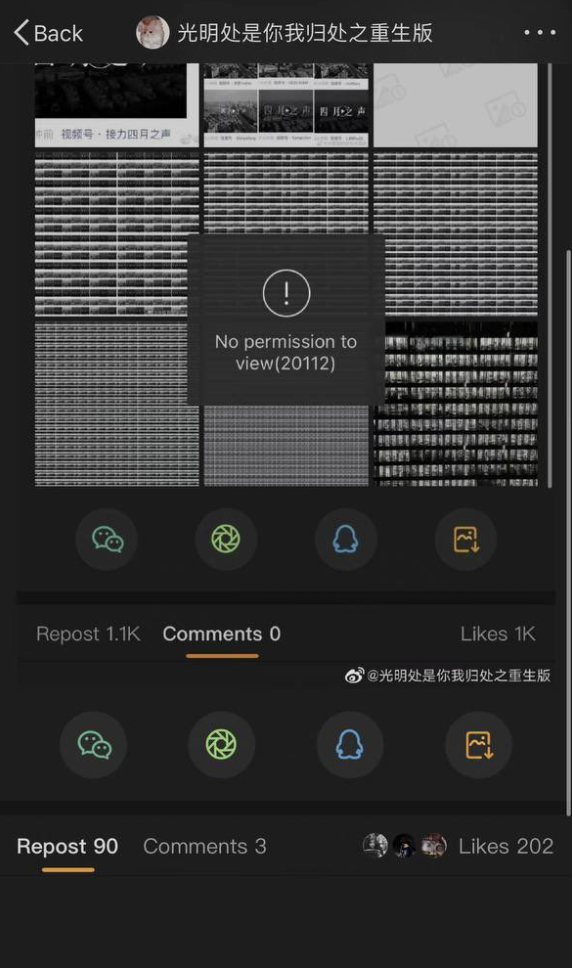 Back
光明处是你我归处之重生版
视频号·接力四月之声
四月之声
No permission to
view(20112)
Repost 1.1K
Comments 0
Likes 1K
@光明处是你我归处之重生版
Repost 90
Comments 3
Likes 202